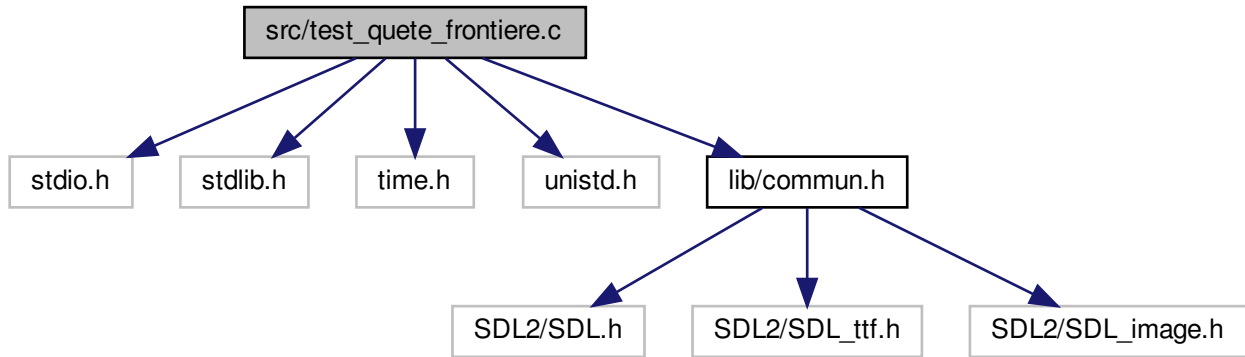 src/test_quete_frontiere.c
stdio.h
stdlib.h
time.h
unistd.h
lib/commun.h
SDL2/SDL.h
SDL2/SDL_ttf.h
SDL2/SDL_image.h